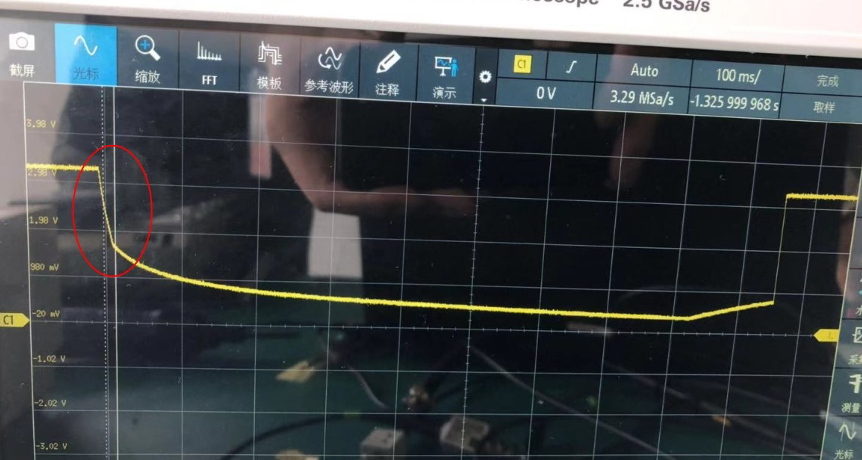 2.5 GSa/s
截屏
光标
缩放
FFT
模板
参考波形
注释
演示
C1
0 V
Auto
3.29 MSa/s
100 ms/
-1.325 999 968 s
完成
取样
3.98 V
2.98 V
1.98 V
980 mV
-20 mV
C1
-1.02 V
-2.02 V
-3.02 V
测量
光标